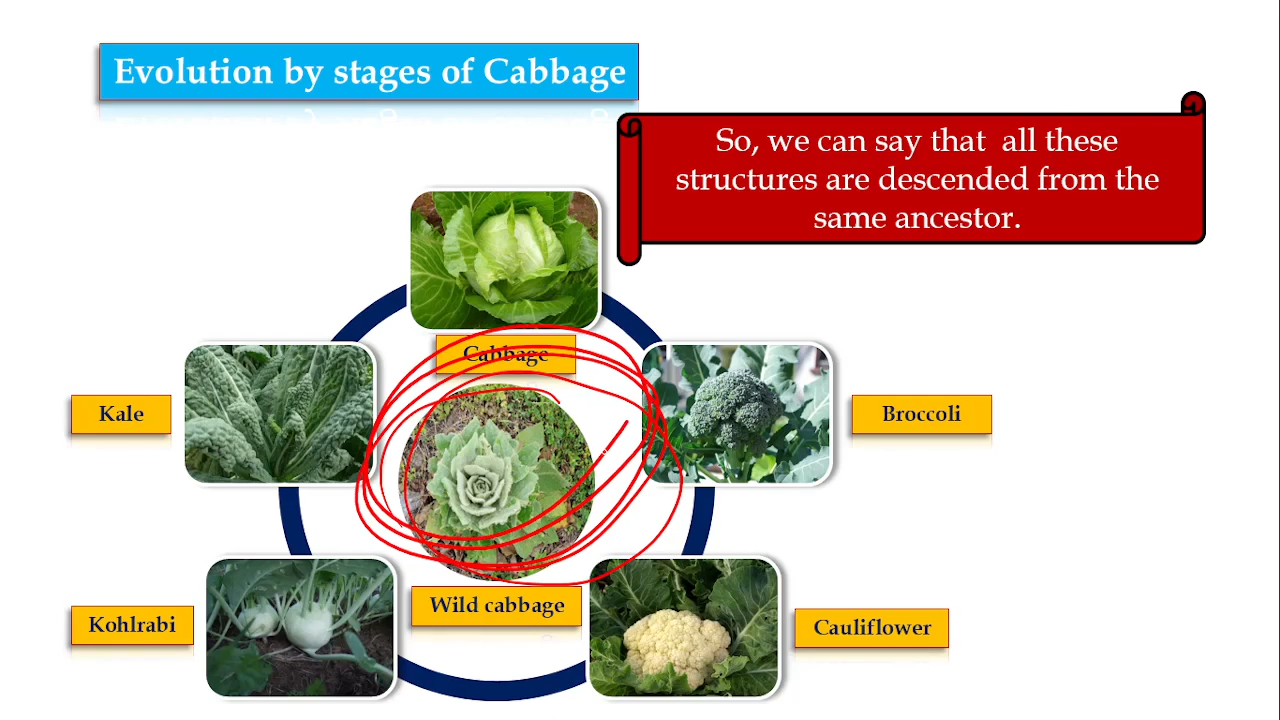 Evolution by stages of Cabbage
So, we can say that all these
structures are descended from the
same ancestor.
Cabbage
Kale
Broccoli
Wild cabbage
Kohlrabi
Cauliflower